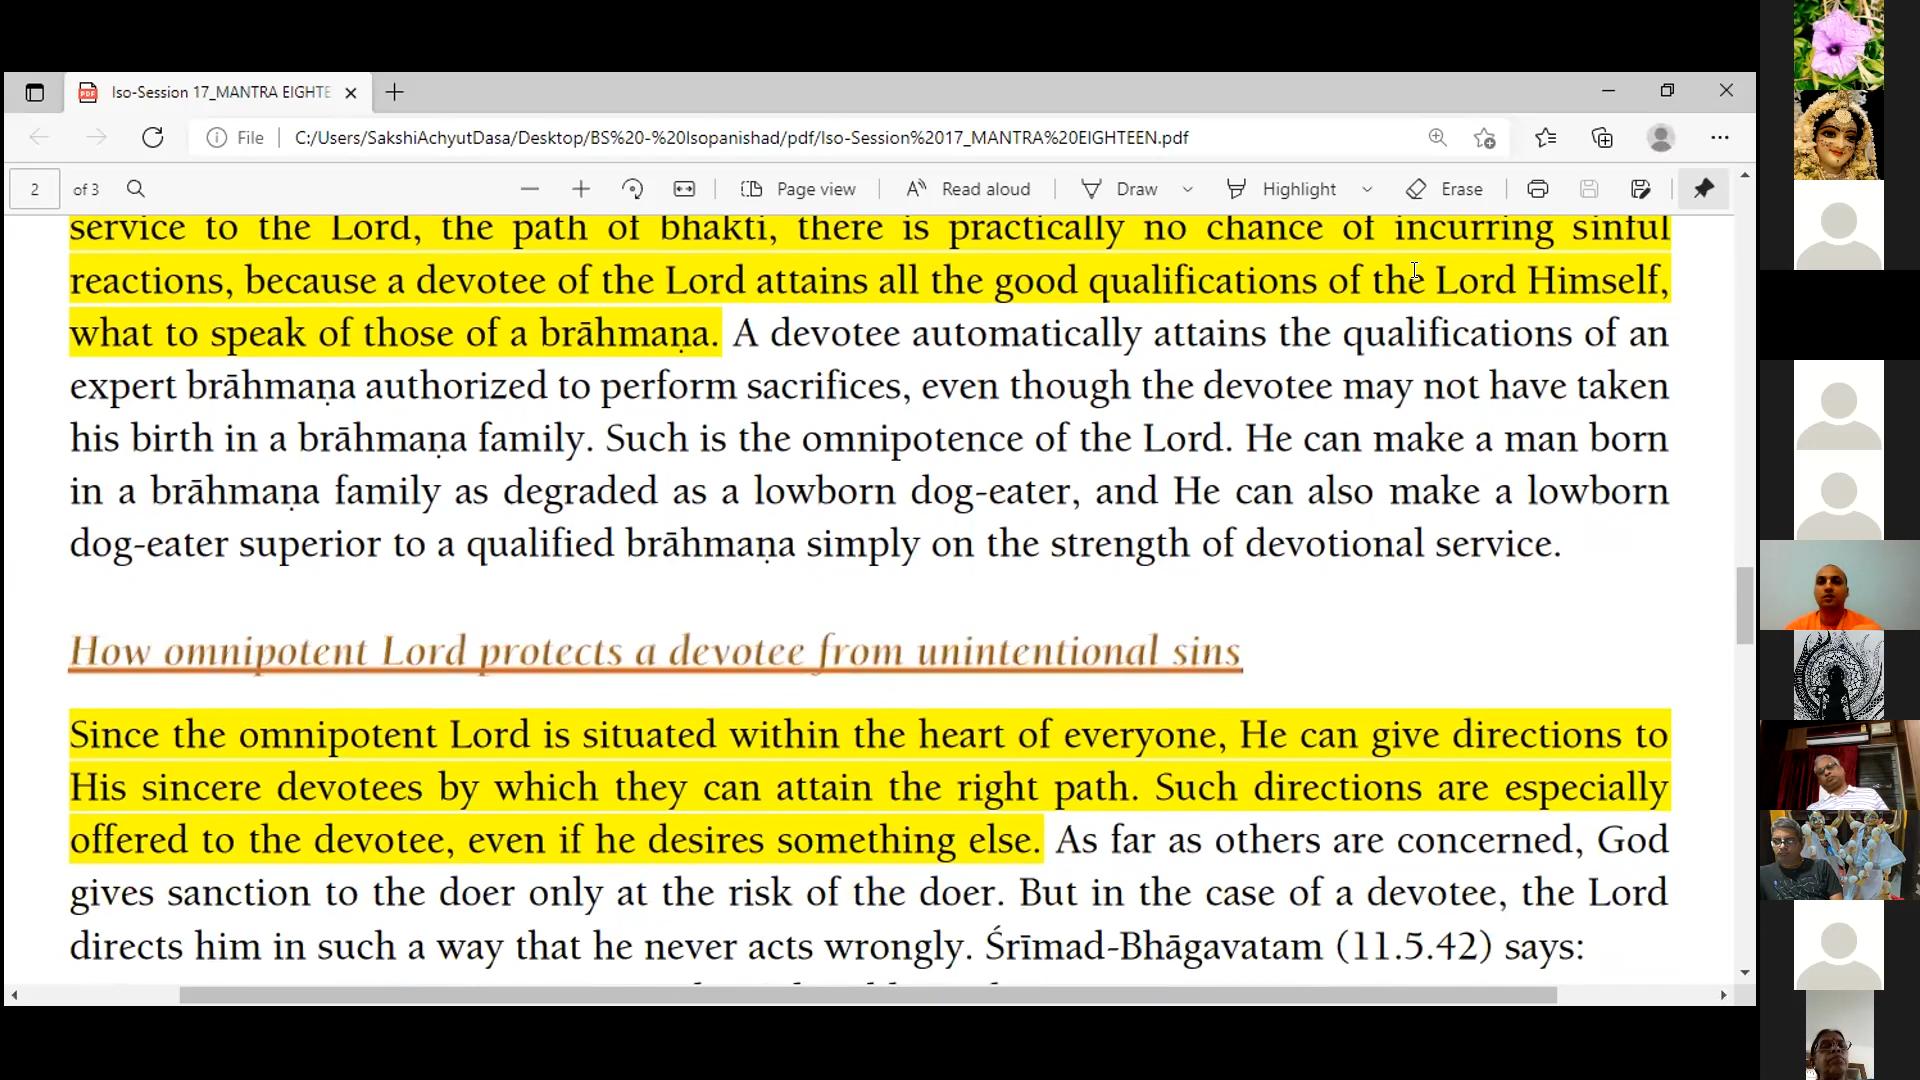 Iso-Session 17_MANTRA EIGHTE
File
C:/Users/SakshiAchyutDasa/Desktop/BS%20-%20Isopanishad/pdf/Iso-Session%2017_MANTRA%20EIGHTEEN.pdf
2 of 3
Page view
Read aloud
Draw
Highlight
Erase
service to the Lord, the path of bhakti, there is practically no chance of incurring sinful
reactions, because a devotee of the Lord attains all the good qualifications of the Lord Himself,
what to speak of those of a brāhmaṇa. A devotee automatically attains the qualifications of an
expert brāhmaṇa authorized to perform sacrifices, even though the devotee may not have taken
his birth in a brāhmaṇa family. Such is the omnipotence of the Lord. He can make a man born
in a brāhmaṇa family as degraded as a lowborn dog-eater, and He can also make a lowborn
dog-eater superior to a qualified brāhmaṇa simply on the strength of devotional service.
How omnipotent Lord protects a devotee from unintentional sins
Since the omnipotent Lord is situated within the heart of everyone, He can give directions to
His sincere devotees by which they can attain the right path. Such directions are especially
offered to the devotee, even if he desires something else. As far as others are concerned, God
gives sanction to the doer only at the risk of the doer. But in the case of a devotee, the Lord
directs him in such a way that he never acts wrongly. Śrīmad-Bhāgavatam (11.5.42) says: